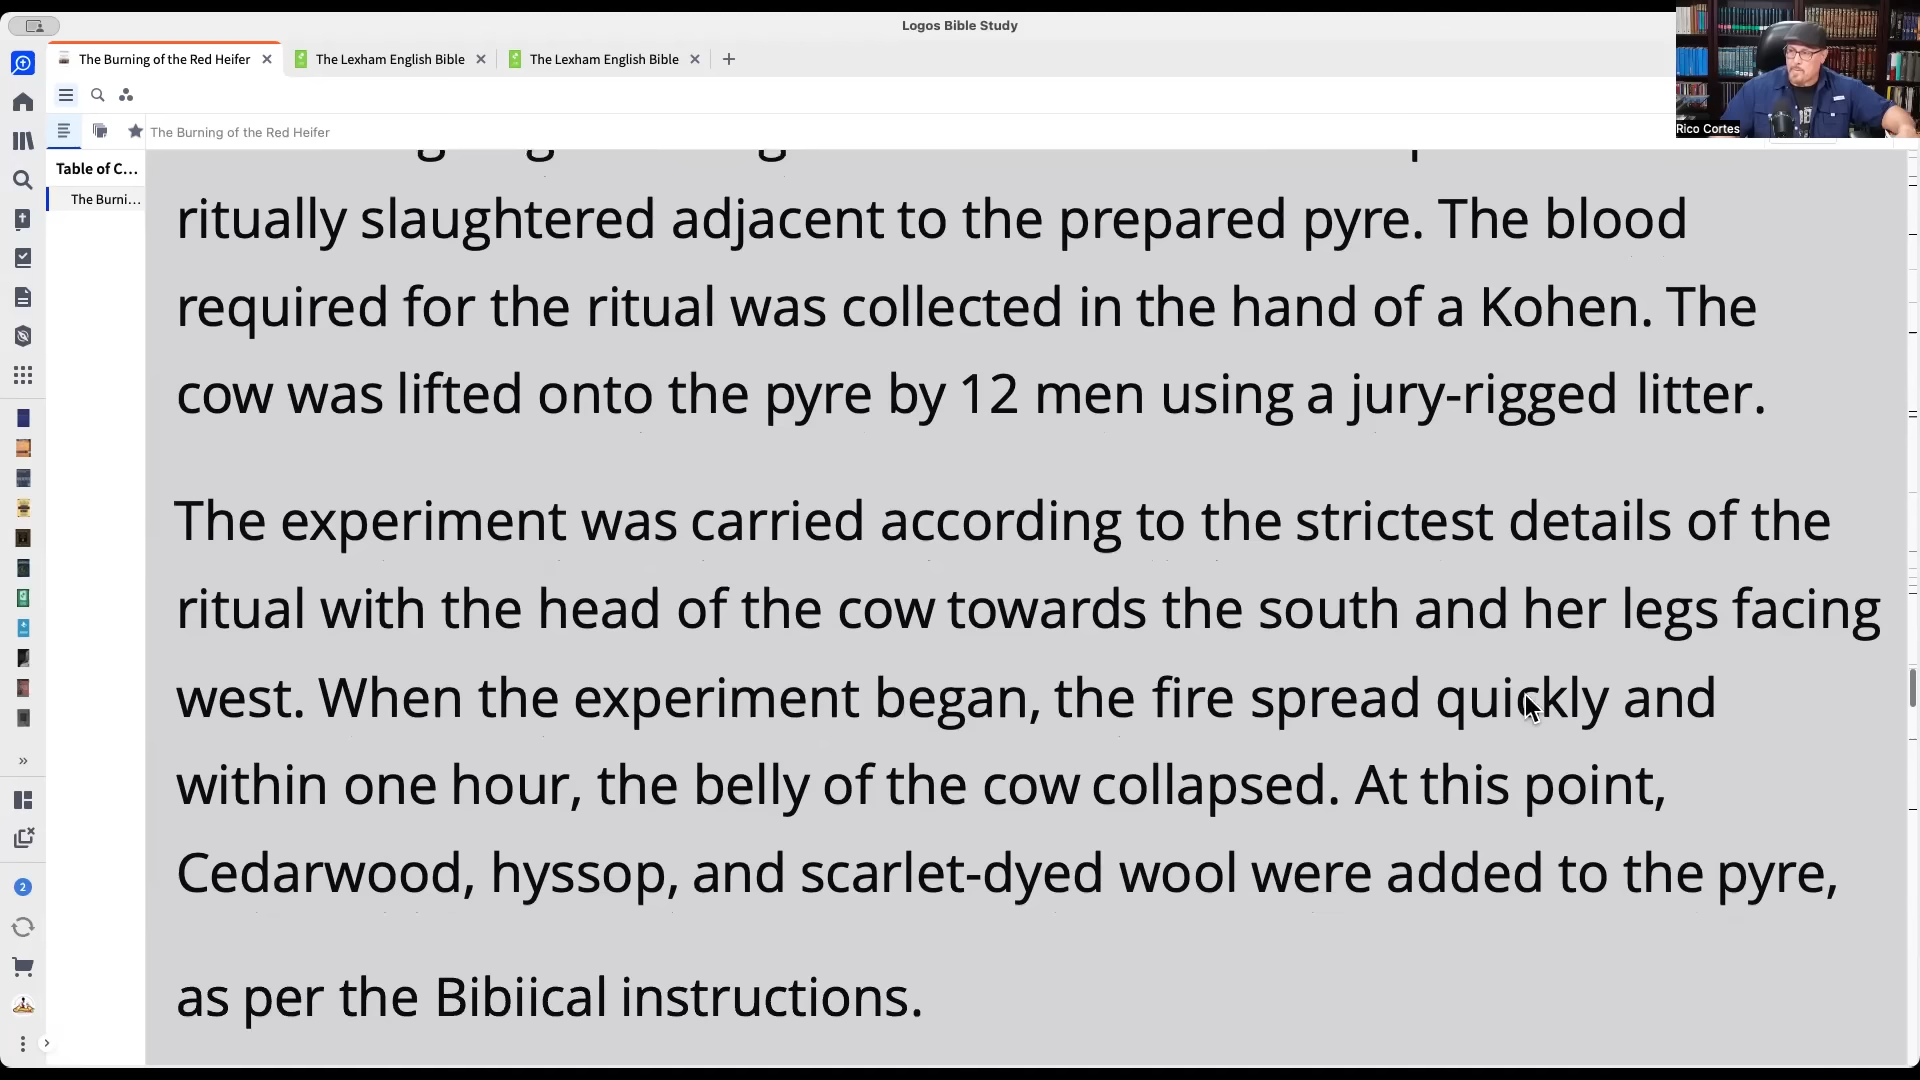 Logos Bible Study
The Burning of the Red Heifer
The Lexham English Bible
The Lexham English Bible
The Burning of the Red Heifer
Rico Cortes
Table of C...
The Burni...
ritually slaughtered adjacent to the prepared pyre. The blood
required for the ritual was collected in the hand of a Kohen. The
cow was lifted onto the pyre by 12 men using a jury-rigged litter.
The experiment was carried according to the strictest details of the
ritual with the head of the cow towards the south and her legs facing
west. When the experiment began, the fire spread quickly and
within one hour, the belly of the cow collapsed. At this point,
Cedarwood, hyssop, and scarlet-dyed wool were added to the pyre,
as per the Bibiical instructions.
2